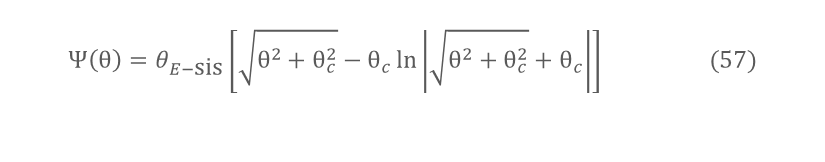 Ψ(θ) = θ_{E−sis} [√(θ² + θ_c²) − θ_c ln |√(θ² + θ_c²) + θ_c|] (57)